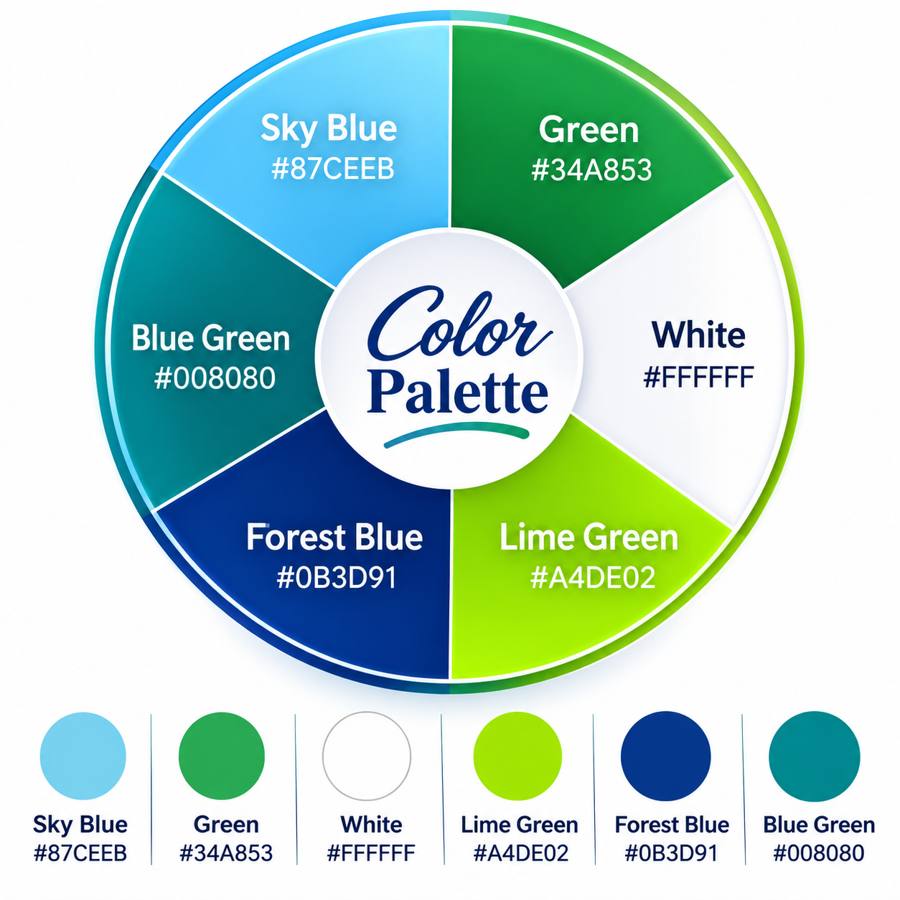 Sky Blue
#87CEEB
Green
#34A853
Blue Green
#008080
Color
Palette
White
#FFFFFF
Forest Blue
#0B3D91
Lime Green
#A4DE02
Sky Blue
#87CEEB
Green
#34A853
White
#FFFFFF
Lime Green
#A4DE02
Forest Blue
#0B3D91
Blue Green
#008080